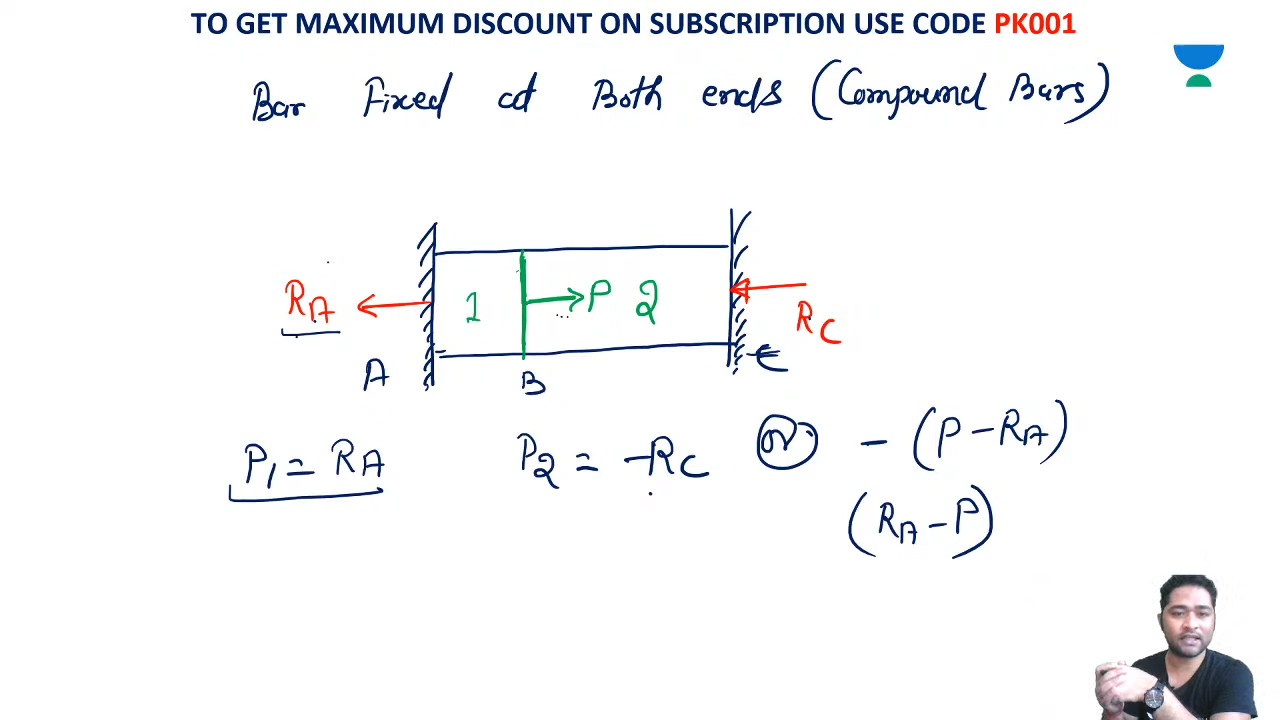 TO GET MAXIMUM DISCOUNT ON SUBSCRIPTION USE CODE PK001
Bar Fixed at Both ends (Compound Bars)
RA
1
P
2
RC
A
B
C
P1 = RA
P2 = -RC
or
- (P - RA)
(RA - P)